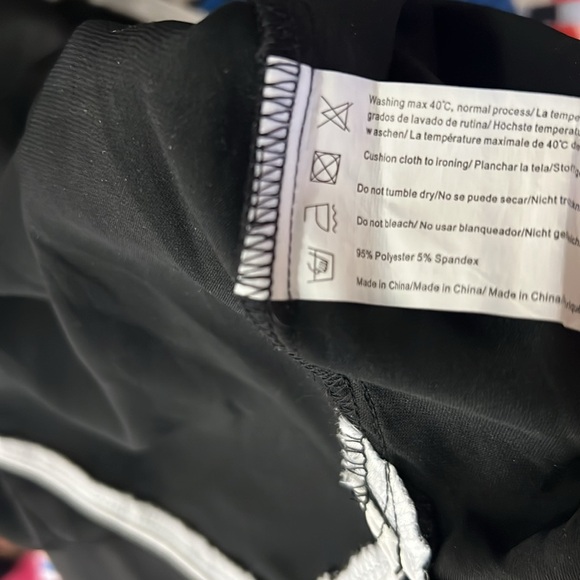 Washing max 40℃, normal process/ La tempe
grados de lavado de rutina/ Höchste temperat
waschen/ La température maximale de 40℃ de
Cushion cloth to ironing/ Planchar la tela/Stoff
Do not tumble dry/No se puede secar/Nicht
Do not bleach/ No usar blanqueador/Nicht
95% Polyester 5% Spandex
Made in China/Made in China/ Made in China/